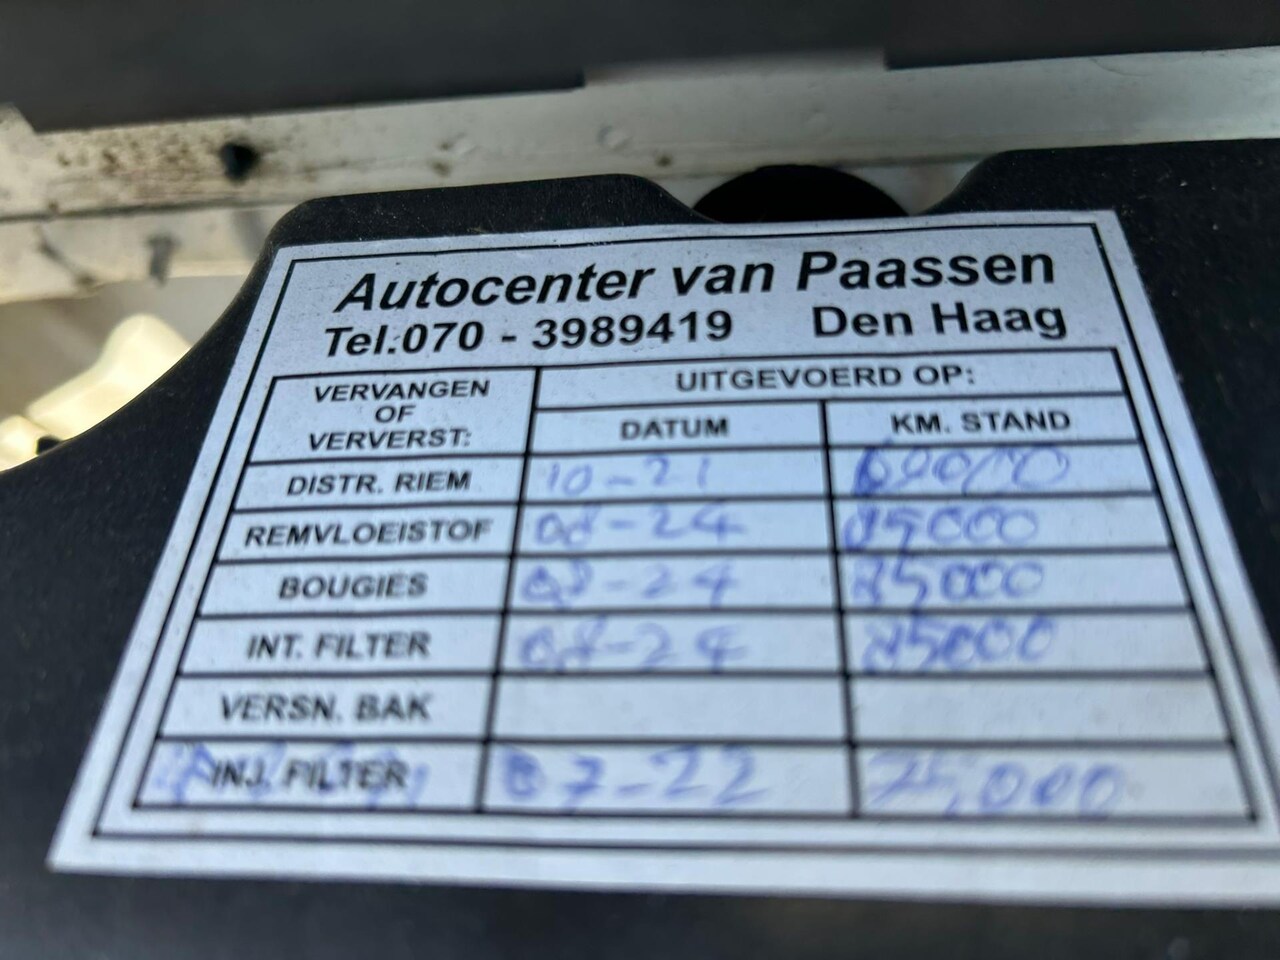 Autocenter van Paassen
Tel.:070 - 3989419 Den Haag
VERVANGEN OF VERVERST: UITGEVOERD OP:
DATUM KM. STAND
DISTR. RIEM 10-21
REMVLOEISTOF 08-24 85000
BOUGIES 08-24 85000
INT. FILTER 08-24 85000
VERSN. BAK
INJ. FILTER 07-22 75,000